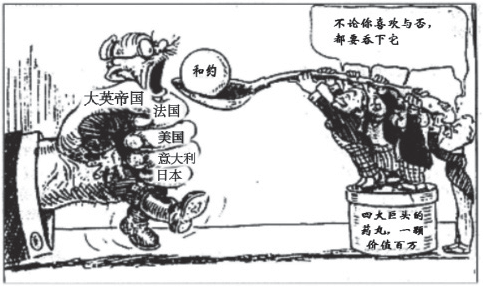 不论你喜欢与否，
都要吞下它
和约
大英帝国
法国
美国
意大利
日本
四大巨头的
药丸，一颗
价值百万